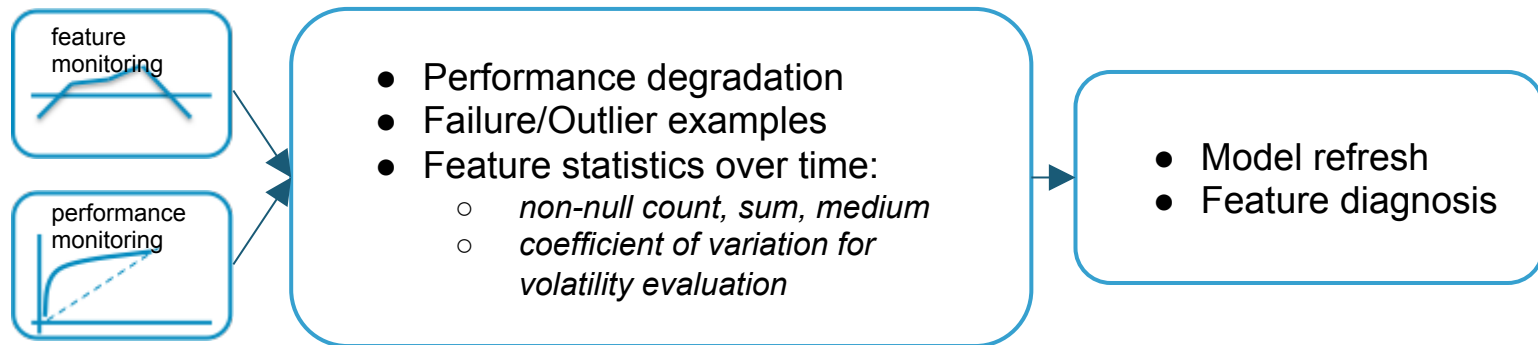 feature
monitoring
performance
monitoring
● Performance degradation
● Failure/Outlier examples
● Feature statistics over time:
○ non-null count, sum, medium
○ coefficient of variation for
volatility evaluation
● Model refresh
● Feature diagnosis